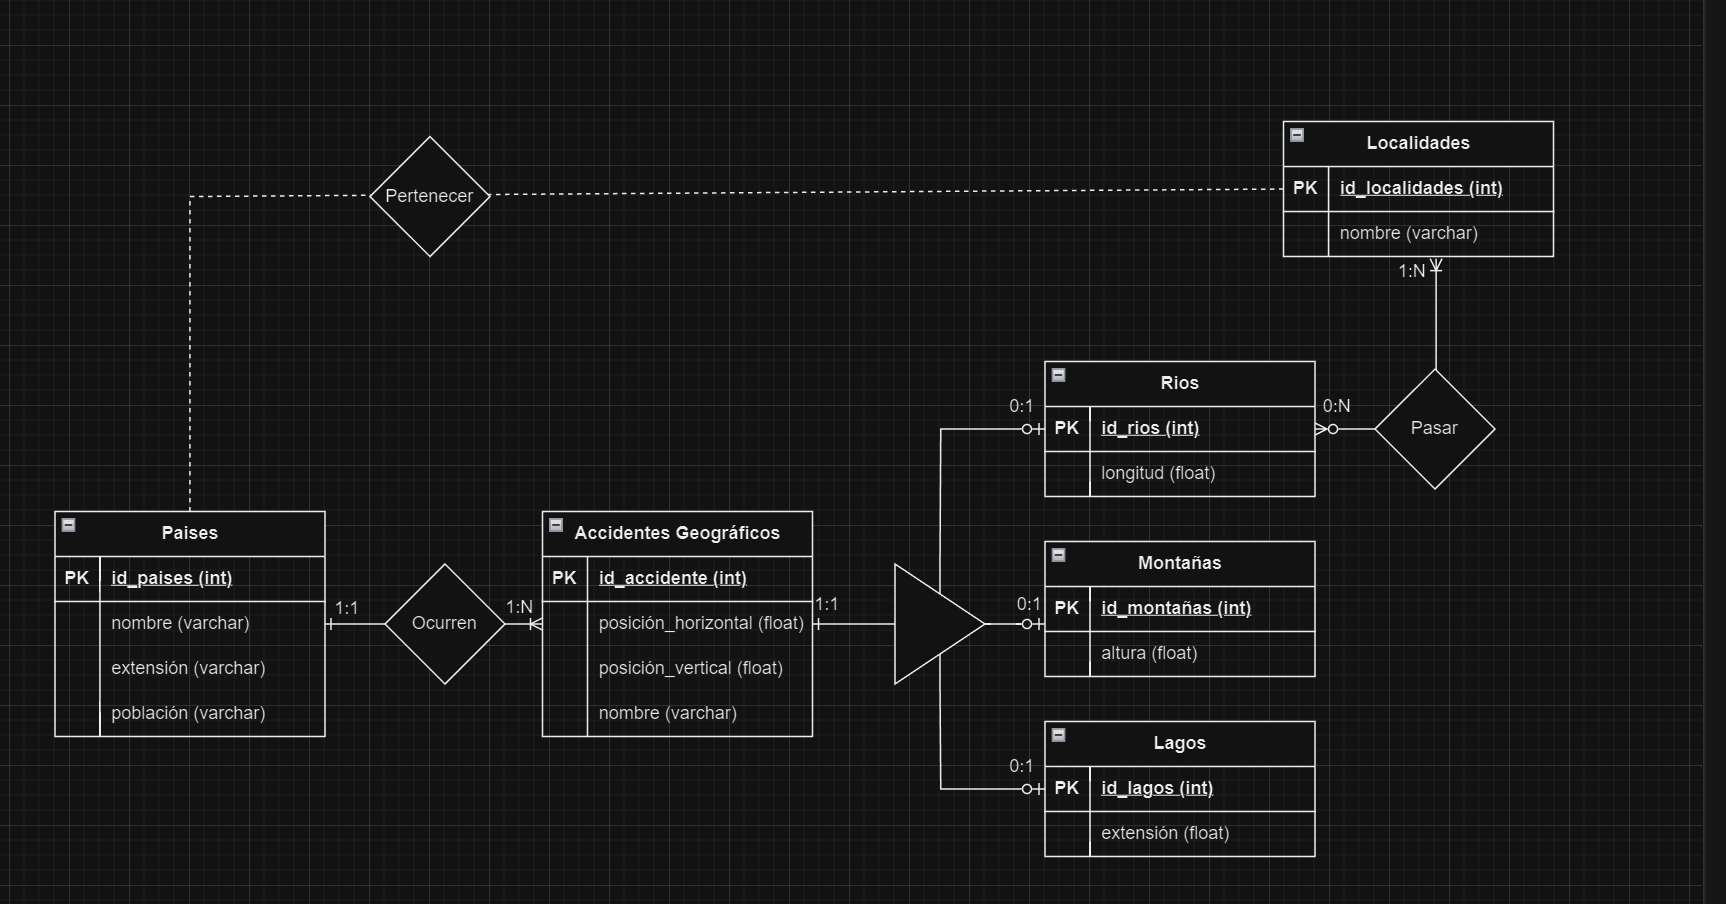 Localidades
PK id_localidades (int)
nombre (varchar)
Pertenecer
1:N
Rios
0:1
PK id_rios (int)
longitud (float)
0:N
Pasar
Paises
PK id_paises (int)
nombre (varchar)
extensión (varchar)
población (varchar)
1:1
Ocurren
1:N
Accidentes Geográficos
PK id_accidente (int)
posición_horizontal (float)
posición_vertical (float)
nombre (varchar)
1:1
Montañas
0:1
PK id_montañas (int)
altura (float)
Lagos
0:1
PK id_lagos (int)
extensión (float)